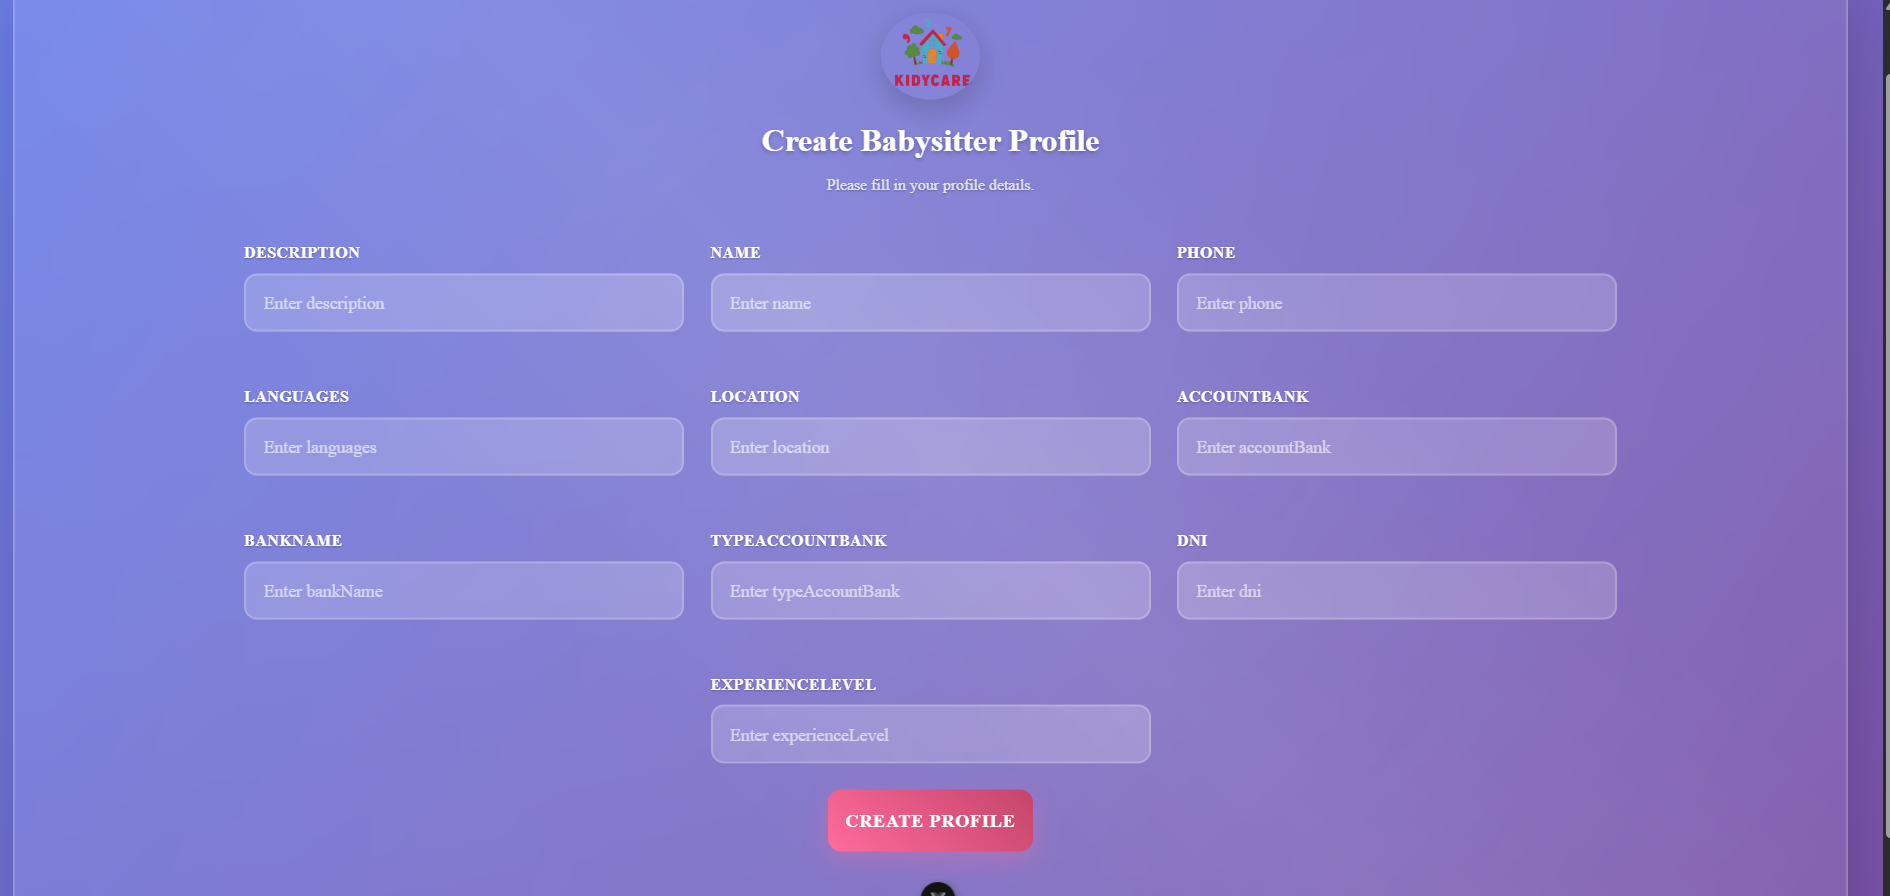 KIDYCARE
Create Babysitter Profile
Please fill in your profile details.
DESCRIPTION
Enter description
NAME
Enter name
PHONE
Enter phone
LANGUAGES
Enter languages
LOCATION
Enter location
ACCOUNTBANK
Enter accountBank
BANKNAME
Enter bankName
TYPEACCOUNTBANK
Enter typeAccountBank
DNI
Enter dni
EXPERIENCELEVEL
Enter experienceLevel
CREATE PROFILE